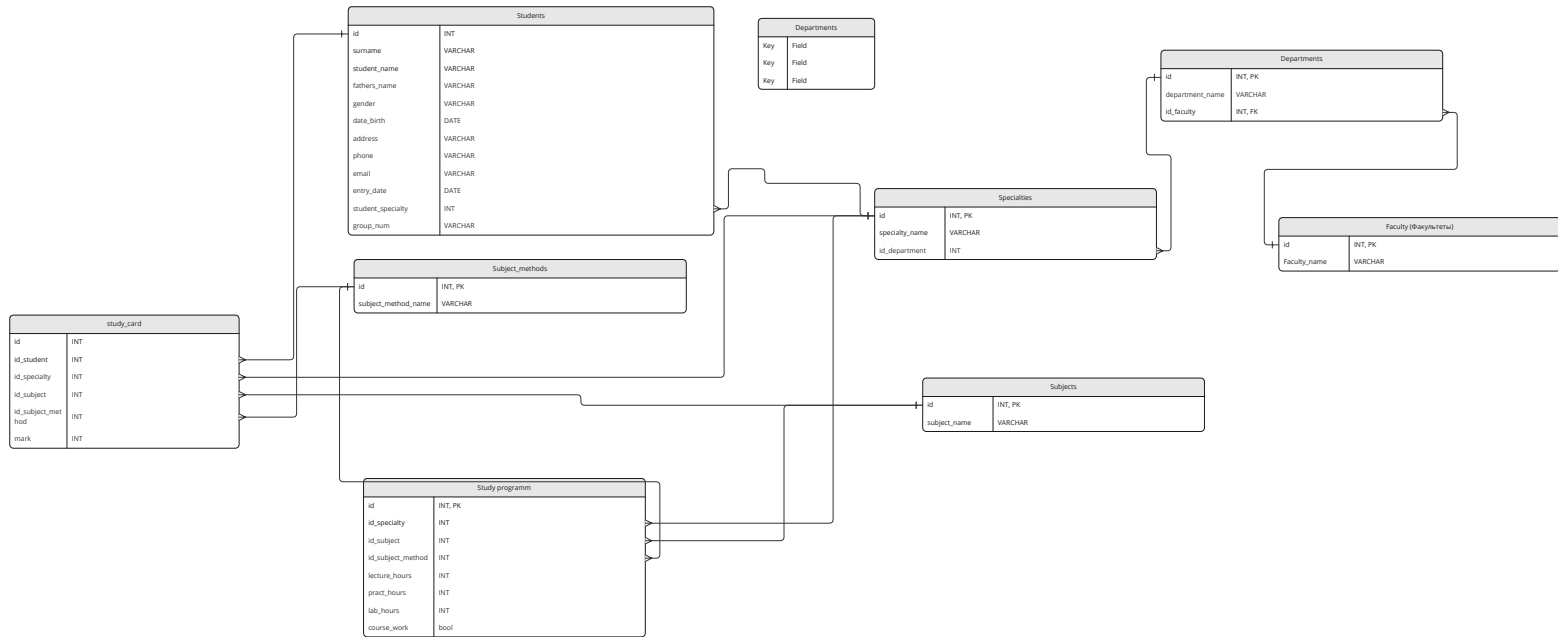 Students
id INT
surname VARCHAR
student_name VARCHAR
fathers_name VARCHAR
gender VARCHAR
date_birth DATE
address VARCHAR
phone VARCHAR
email VARCHAR
entry_date DATE
student_specialty INT
group_num VARCHAR
Departments
Key Field
Key Field
Key Field
Departments
id INT, PK
department_name VARCHAR
id_faculty INT, FK
Specialties
id INT, PK
specialty_name VARCHAR
id_department INT
Faculty (Факультеты)
id INT, PK
Faculty_name VARCHAR
Subject_methods
id INT, PK
subject_method_name VARCHAR
study_card
id INT
id_student INT
id_specialty INT
id_subject INT
id_subject_met
hod INT
mark INT
Subjects
id INT, PK
subject_name VARCHAR
Study programm
id INT, PK
id_specialty INT
id_subject INT
id_subject_method INT
lecture_hours INT
pract_hours INT
lab_hours INT
course_work bool